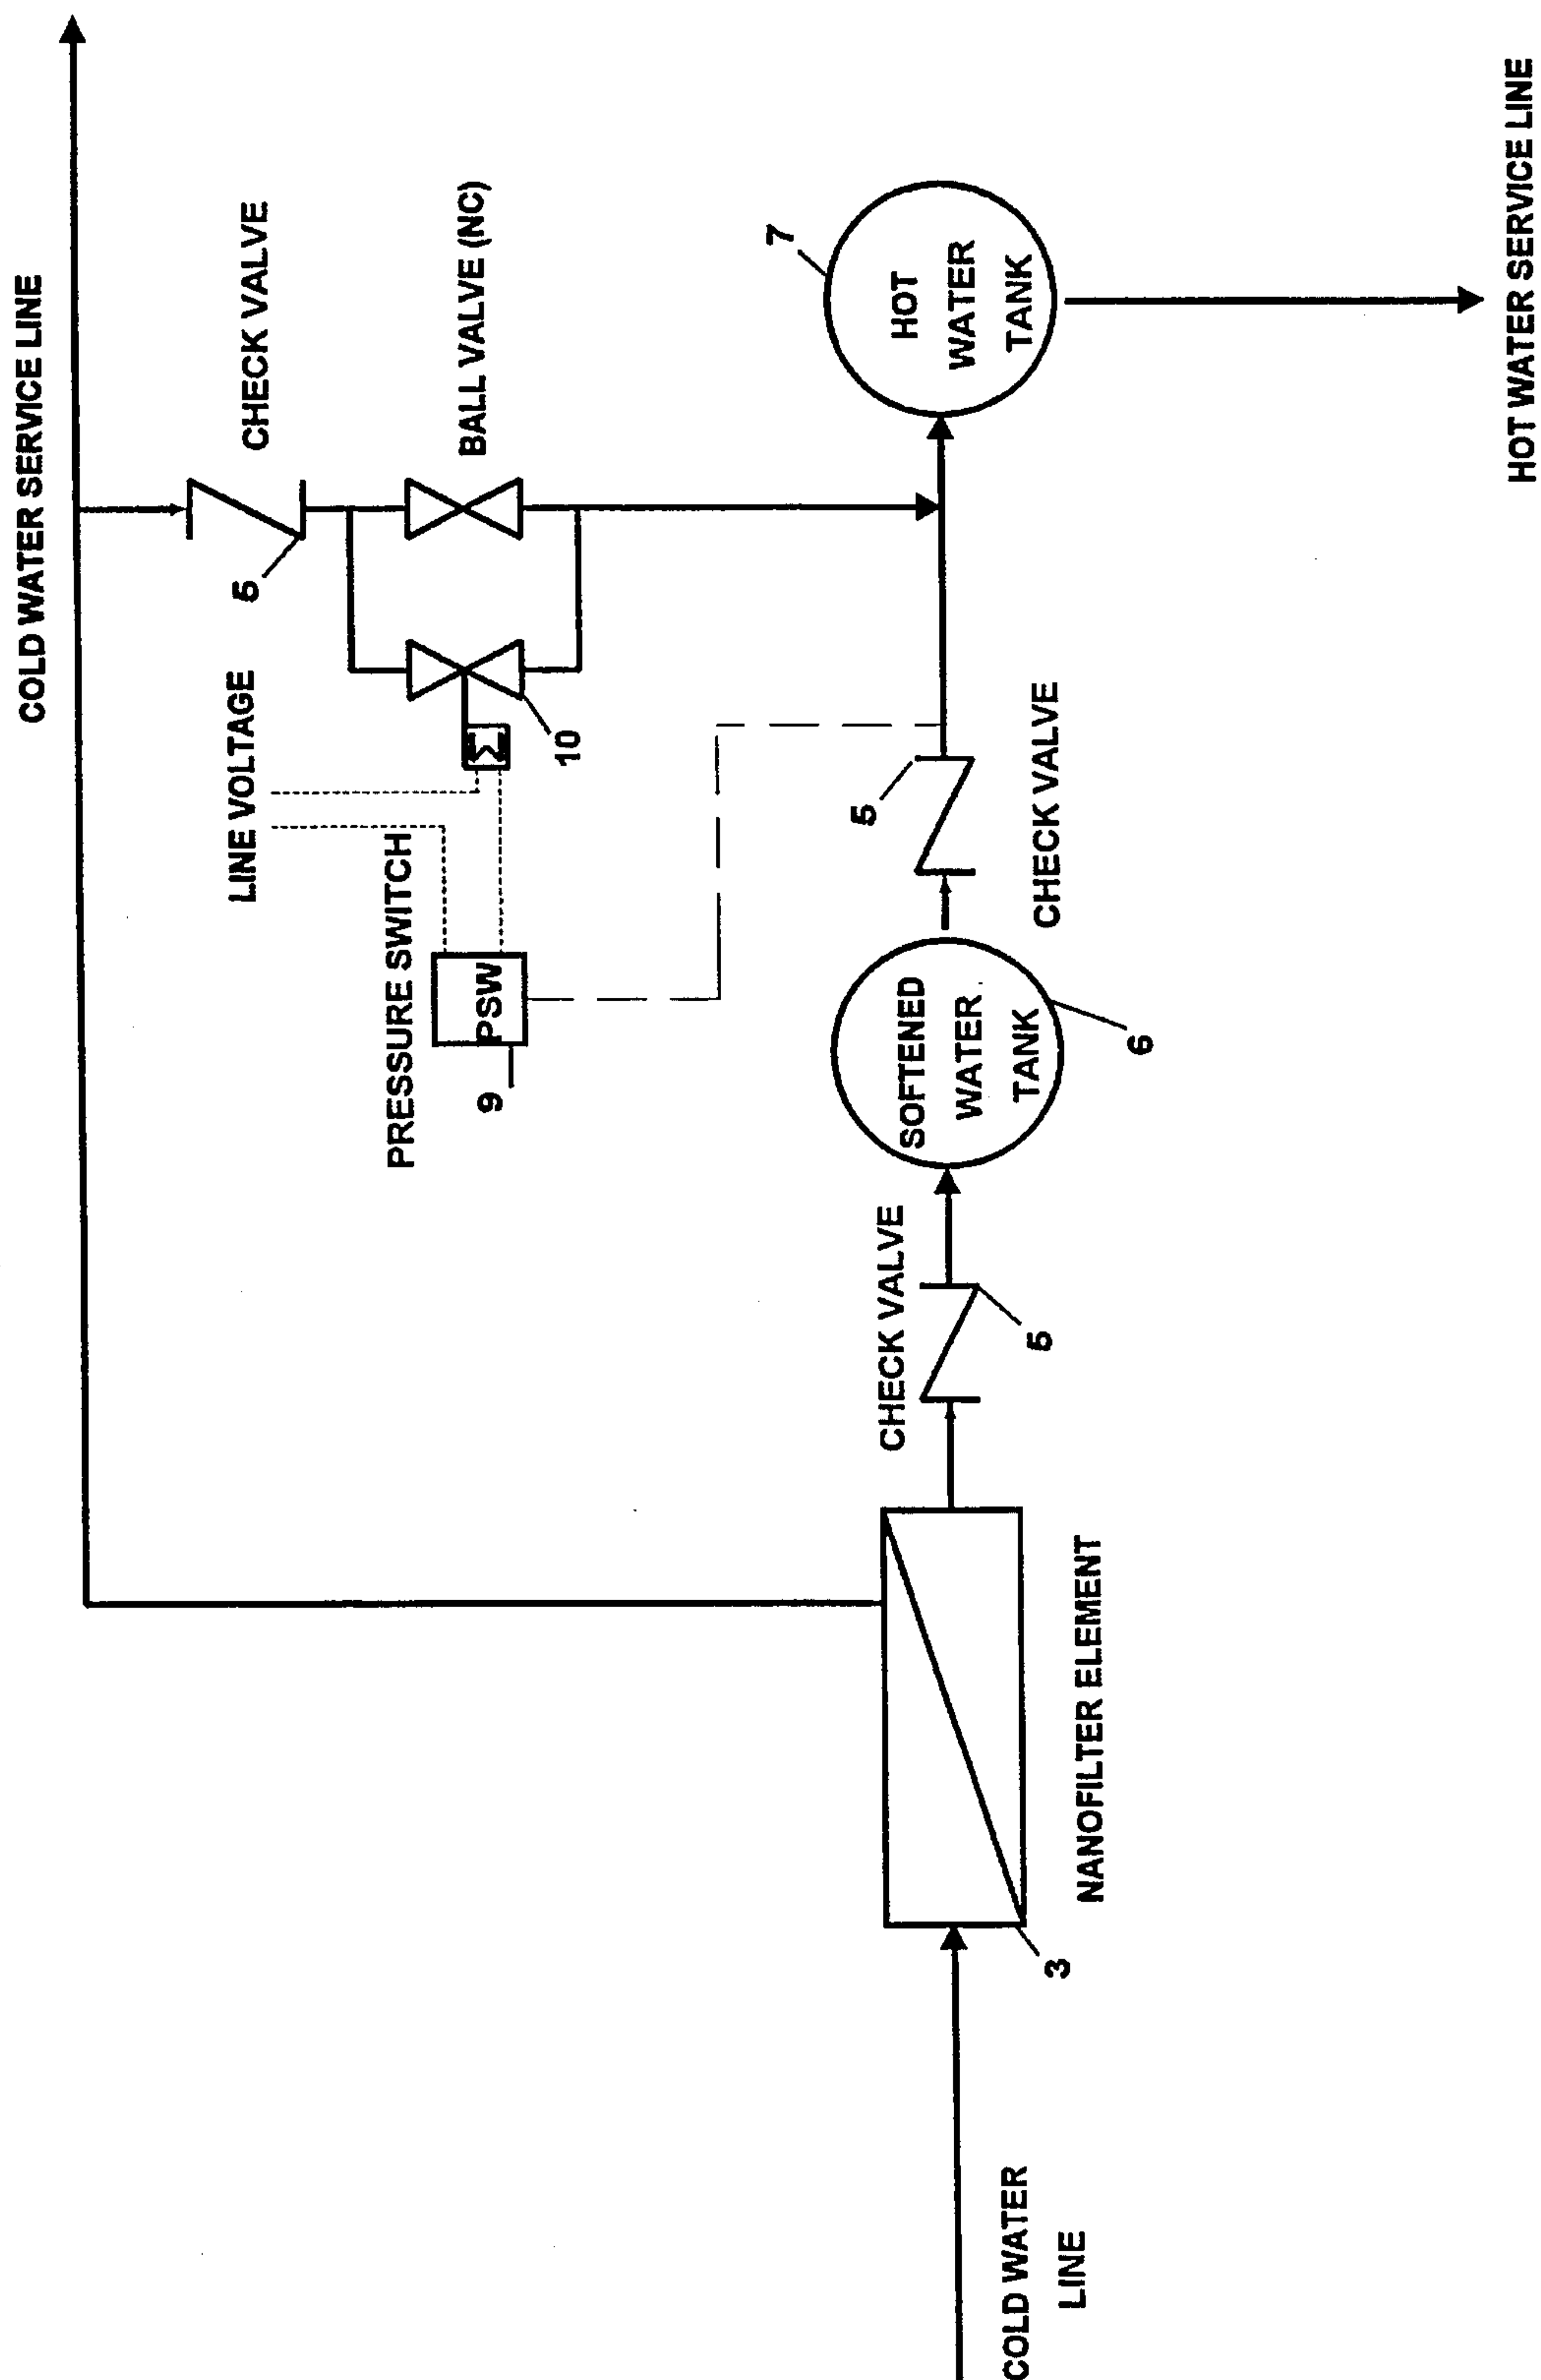 COLD WATER SERVICE LINE
CHECK VALVE
5
BALL VALVE (NC)
LINE VOLTAGE
M
10
PRESSURE SWITCH
PSW
9
7
HOT
WATER
TANK
HOT WATER SERVICE LINE
5
CHECK VALVE
SOFTENED
WATER
TANK
6
CHECK VALVE
5
NANOFILTER ELEMENT
3
COLD WATER
LINE